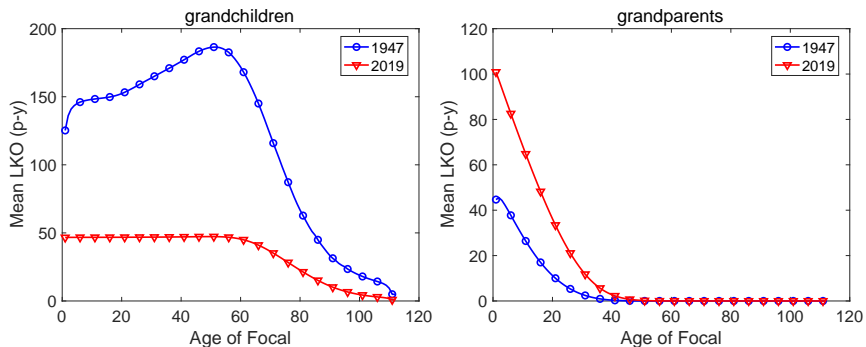 grandchildren
200
150
100
50
0
Mean LKO (p-y)
0 20 40 60 80 100 120
Age of Focal
1947
2019
grandparents
120
100
80
60
40
20
0
Mean LKO (p-y)
0 20 40 60 80 100 120
Age of Focal
1947
2019